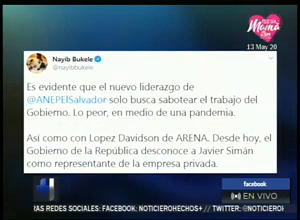 13 May 20
Nayib Bukele
@nayibbukele
Es evidente que el nuevo liderazgo de
@ANEPElSalvador solo busca sabotear el trabajo del
Gobierno. Lo peor, en medio de una pandemia.
Así como con Lopez Davidson de ARENA. Desde hoy, el
Gobierno de la República desconoce a Javier Simán
como representante de la empresa privada.
facebook
EN VIVO
RAS REDES SOCIALES: FACEBOOK: NOTICIEROHECHOS+ // TWITTER: @NOTICIERO